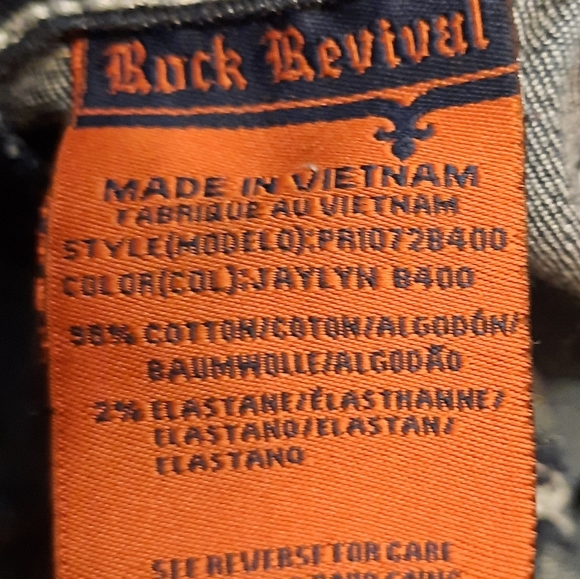 Rock Revival
MADE IN VIETNAM
FABRIQUE AU VIETNAM
STYLE(MODELO):PR1072B400
COLOR(COL):JAYLYN B400
98% COTTON/COTON/ALGODÓN/
BAUMWOLLE/ALGODÃO
2% ELASTANE/ÉLASTHANNE/
ELASTANO/ELASTAN/
ELASTANO
SEE REVERSE FOR CARE